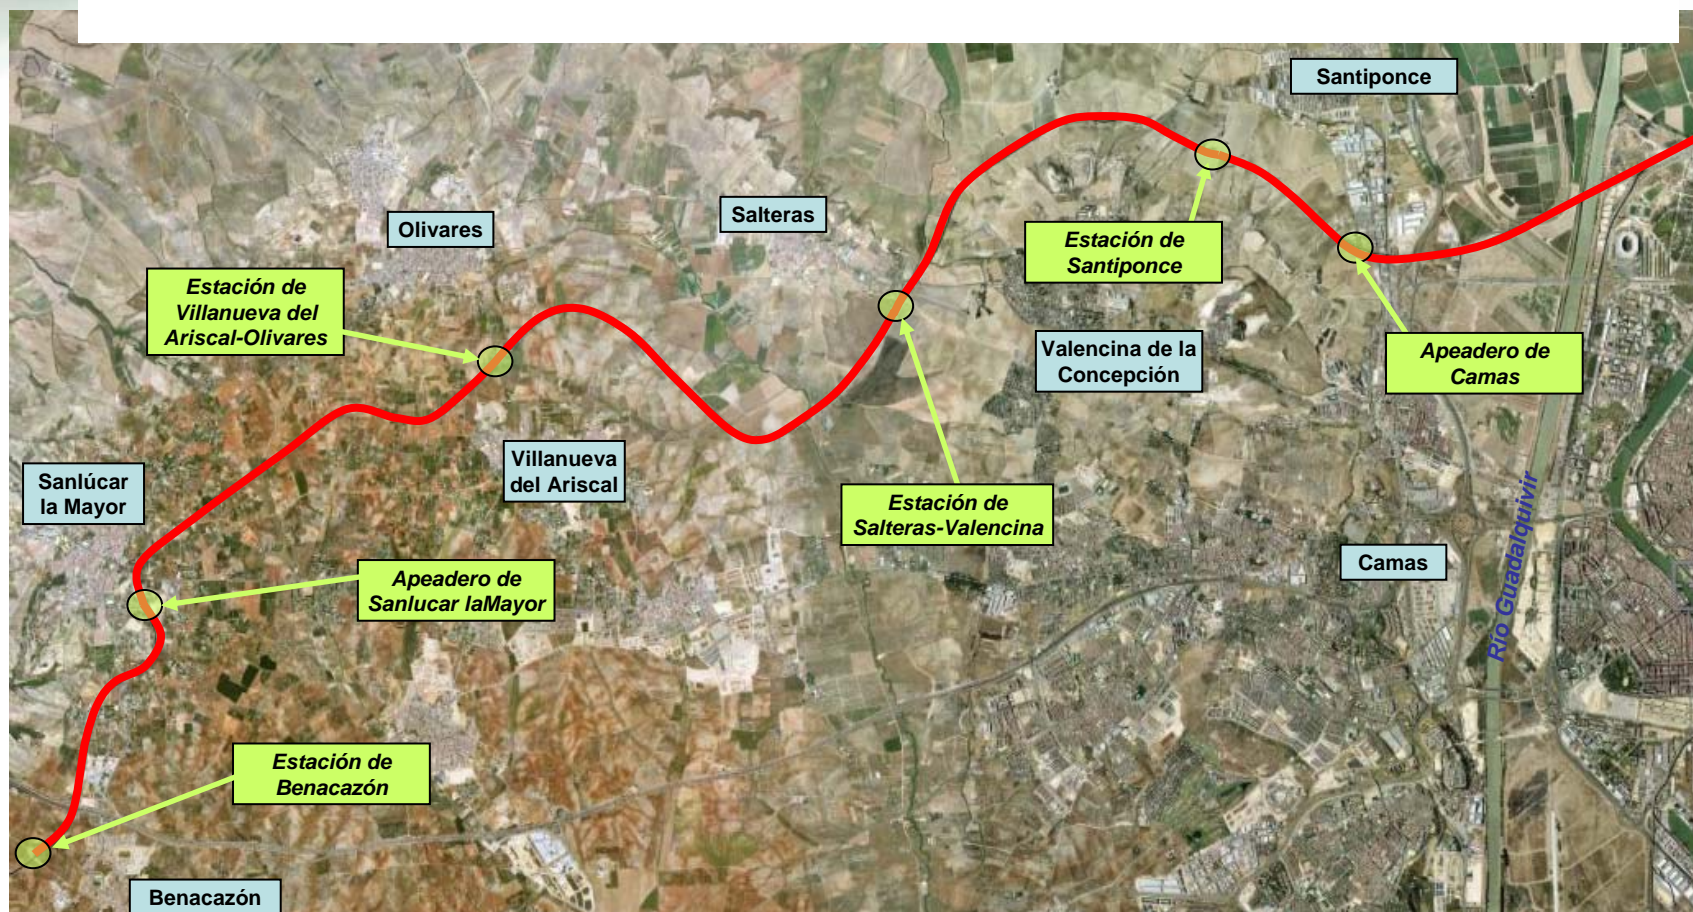 Santiponce
Olivares
Salteras
Estación de
Santiponce
Estación de
Villanueva del
Ariscal-Olivares
Valencina de la
Concepción
Apeadero de
Camas
Villanueva
del Ariscal
Sanlúcar
la Mayor
Estación de
Salteras-Valencina
Río Guadalquivir
Camas
Apeadero de
Sanlucar laMayor
Estación de
Benacazón
Benacazón